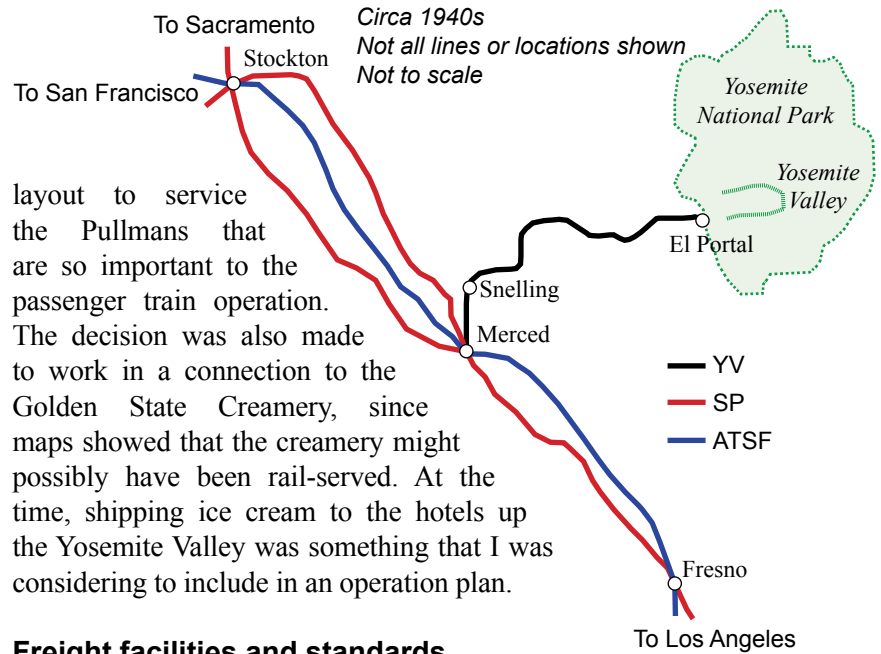 To Sacramento
Circa 1940s
Not all lines or locations shown
Not to scale
Stockton
To San Francisco
Yosemite
National Park
Yosemite
Valley
El Portal
Snelling
Merced
YV
SP
ATSF
Fresno
To Los Angeles
layout to service
the Pullmans that
are so important to the
passenger train operation.
The decision was also made
to work in a connection to the
Golden State Creamery, since
maps showed that the creamery might
possibly have been rail-served. At the
time, shipping ice cream to the hotels up
the Yosemite Valley was something that I was
considering to include in an operation plan.
Freight facilities and standards